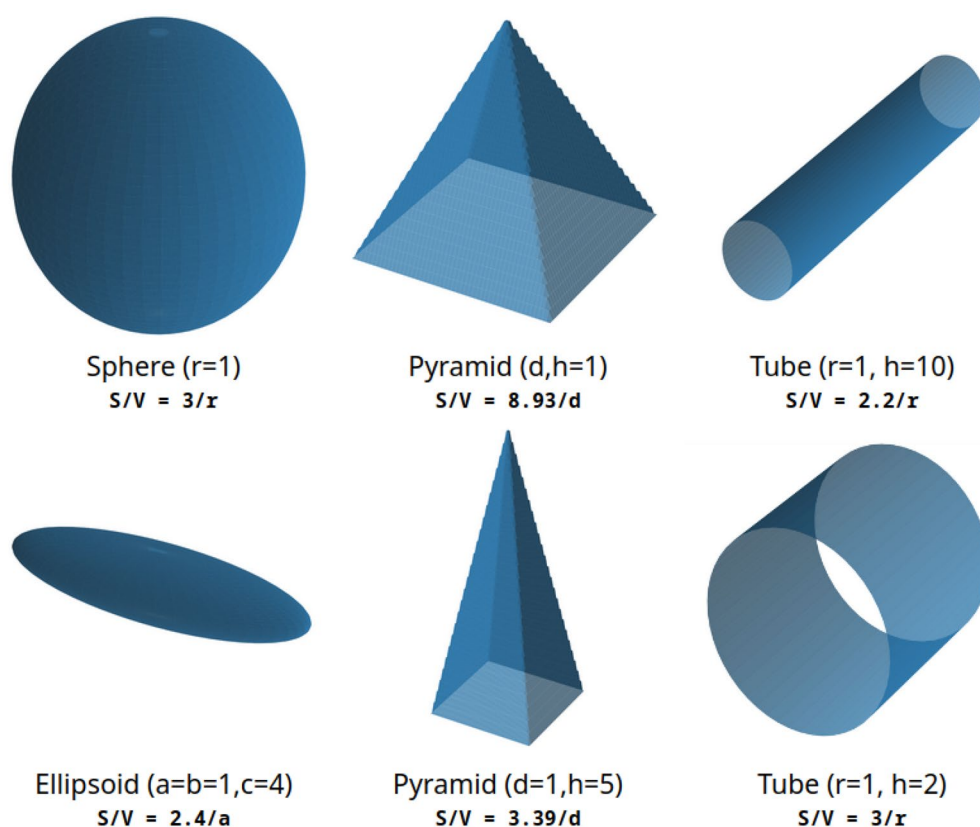 Sphere (r=1)
S/V = 3/r
Pyramid (d,h=1)
S/V = 8.93/d
Tube (r=1, h=10)
S/V = 2.2/r
Ellipsoid (a=b=1,c=4)
S/V = 2.4/a
Pyramid (d=1,h=5)
S/V = 3.39/d
Tube (r=1, h=2)
S/V = 3/r